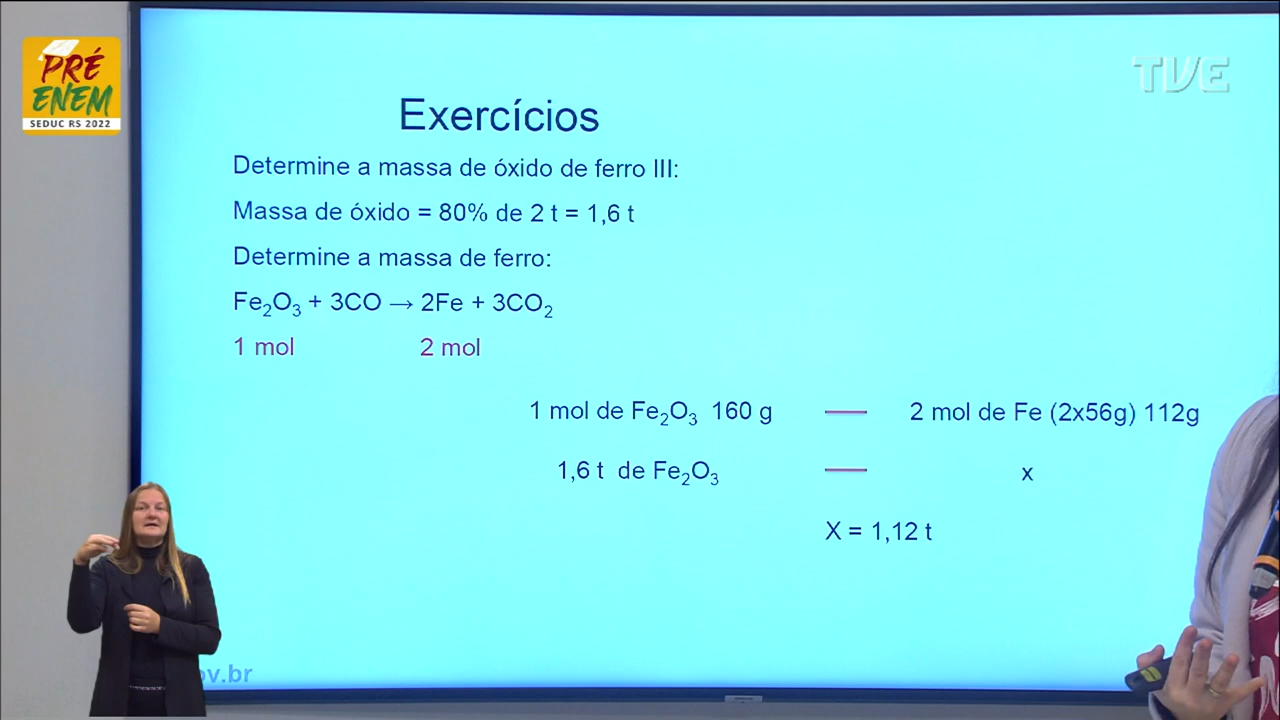 PRÉ
ENEM
SEDUC RS 2022
TVE
Exercícios
Determine a massa de óxido de ferro III:
Massa de óxido = 80% de 2 t = 1,6 t
Determine a massa de ferro:
Fe₂O₃ + 3CO → 2Fe + 3CO₂
1 mol 2 mol
1 mol de Fe₂O₃ 160 g — 2 mol de Fe (2x56g) 112g
1,6 t de Fe₂O₃ — x
X = 1,12 t
ov.br